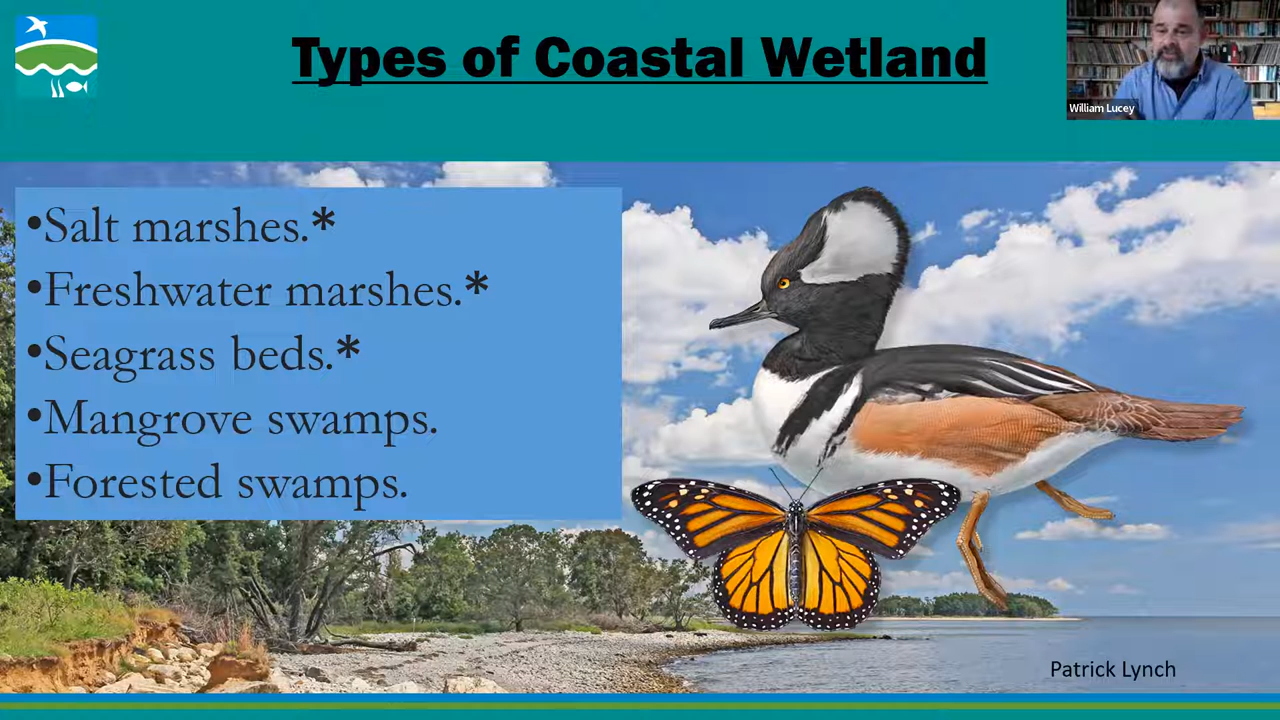 Types of Coastal Wetland
William Lucey
•Salt marshes.*
•Freshwater marshes.*
•Seagrass beds.*
•Mangrove swamps.
•Forested swamps.
Patrick Lynch